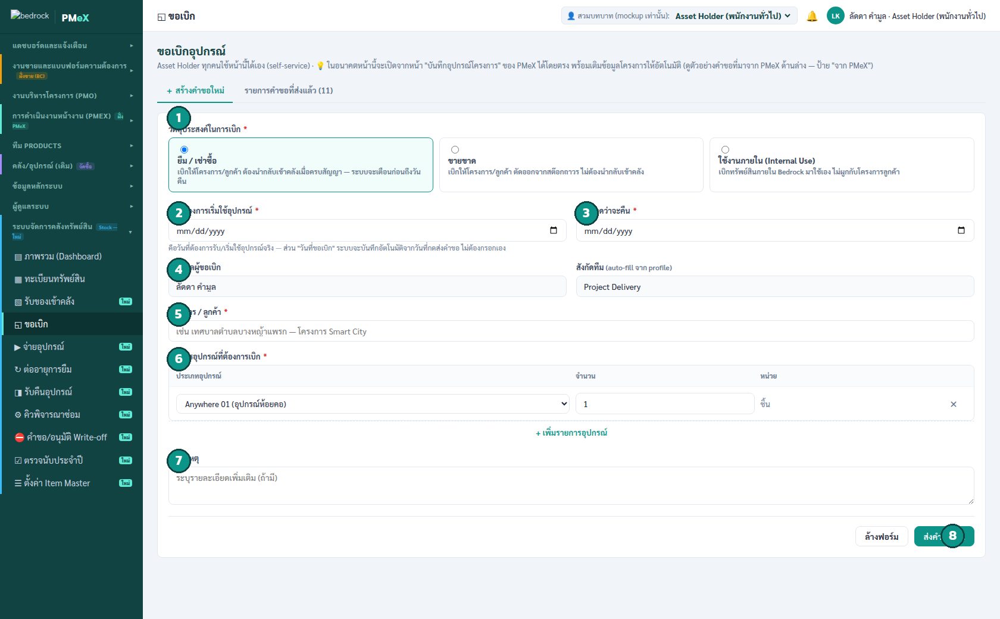 bedrock PMeX
แดชบอร์ดและแจ้งเตือน ▸
งานขายและแบบฟอร์มความต้องการ ▸
ฝั่งขาย (BC)
งานบริหารโครงการ (PMO) ▸
การดำเนินงานหน้างาน (PMEX) ฝั่ง ▸
PMeX
ทีม PRODUCTS ▸
คลัง/อุปกรณ์ (เดิม) จัดซื้อ ▸
ข้อมูลหลักระบบ ▸
ผู้ดูแลระบบ ▸
ระบบจัดการคลังทรัพย์สิน Stock — ▾
ใหม่
ภาพรวม (Dashboard)
ทะเบียนทรัพย์สิน
รับของเข้าคลัง ใหม่
ขอเบิก
จ่ายอุปกรณ์ ใหม่
ต่ออายุการยืม ใหม่
รับคืนอุปกรณ์ ใหม่
คิวพิจารณาซ่อม ใหม่
คำขอ/อนุมัติ Write-off ใหม่
ตรวจนับประจำปี ใหม่
ตั้งค่า Item Master ใหม่
ขอเบิก
สวมบทบาท (mockup เท่านั้น): Asset Holder (พนักงานทั่วไป)
LK ลัดดา คำมูล · Asset Holder (พนักงานทั่วไป)
ขอเบิกอุปกรณ์
Asset Holder ทุกคนใช้หน้านี้ได้เอง (self-service) · 💡 ในอนาคตหน้านี้จะเปิดจากหน้า "บันทึกอุปกรณ์โครงการ" ของ PMeX ได้โดยตรง พร้อมเติมข้อมูลโครงการให้อัตโนมัติ (ดูตัวอย่างคำขอที่มาจาก PMeX ด้านล่าง — ป้าย "จาก PMeX")
+ สร้างคำขอใหม่ รายการคำขอที่ส่งแล้ว (11)
1
วัตถุประสงค์ในการเบิก *
ยืม / เช่าซื้อ
เบิกให้โครงการ/ลูกค้า ต้องนำกลับเข้าคลังเมื่อครบสัญญา — ระบบจะเตือนก่อนถึงวัน
คืน
ขายขาด
เบิกให้โครงการ/ลูกค้า ตัดออกจากสต๊อกถาวร ไม่ต้องนำกลับเข้าคลัง
ใช้งานภายใน (Internal Use)
เบิกทรัพย์สินภายใน Bedrock มาใช้เอง ไม่ผูกกับโครงการลูกค้า
2 งการเริ่มใช้อุปกรณ์ *
mm/dd/yyyy
คือวันที่ต้องการรับ/เริ่มใช้อุปกรณ์จริง — ส่วน "วันที่ขอเบิก" ระบบจะบันทึกอัตโนมัติจากวันที่กดส่งคำขอ ไม่ต้องกรอกเอง
3 ดว่าจะคืน *
mm/dd/yyyy
4 ลผู้ขอเบิก
ลัดดา คำมูล
สังกัดทีม (auto-fill จาก profile)
Project Delivery
5 ร / ลูกค้า *
เช่น เทศบาลตำบลบางหญ้าแพรก — โครงการ Smart City
6 รอุปกรณ์ที่ต้องการเบิก *
ประเภทอุปกรณ์ จำนวน หน่วย
Anywhere 01 (อุปกรณ์ห้อยคอ) 1 ชิ้น ✕
+ เพิ่มรายการอุปกรณ์
7 หตุ
ระบุรายละเอียดเพิ่มเติม (ถ้ามี)
ล้างฟอร์ม ส่งคำ 8